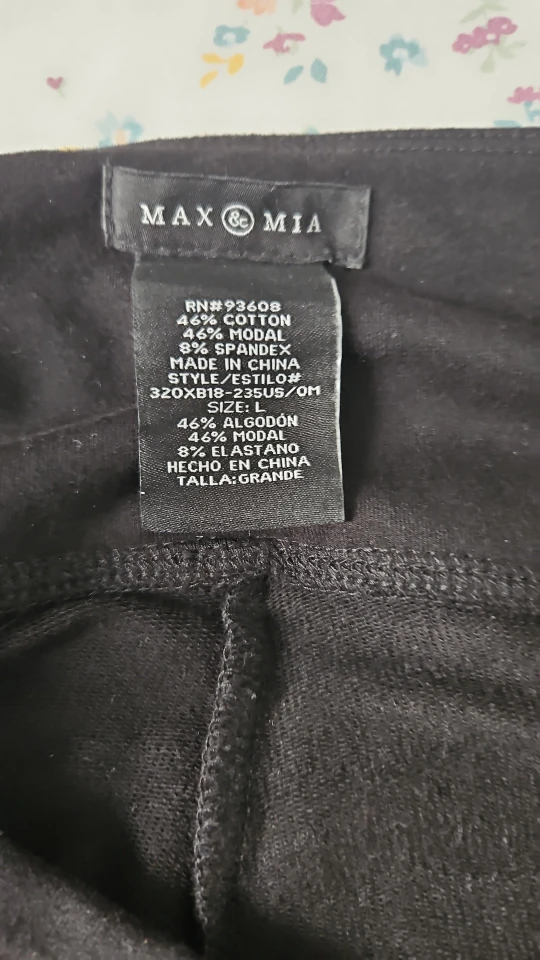 MAX & MIA
RN#93608
46% COTTON
46% MODAL
8% SPANDEX
MADE IN CHINA
STYLE/ESTILO#
320XB18-235US/OM
SIZE: L
46% ALGODÓN
46% MODAL
8% ELASTANO
HECHO EN CHINA
TALLA:GRANDE